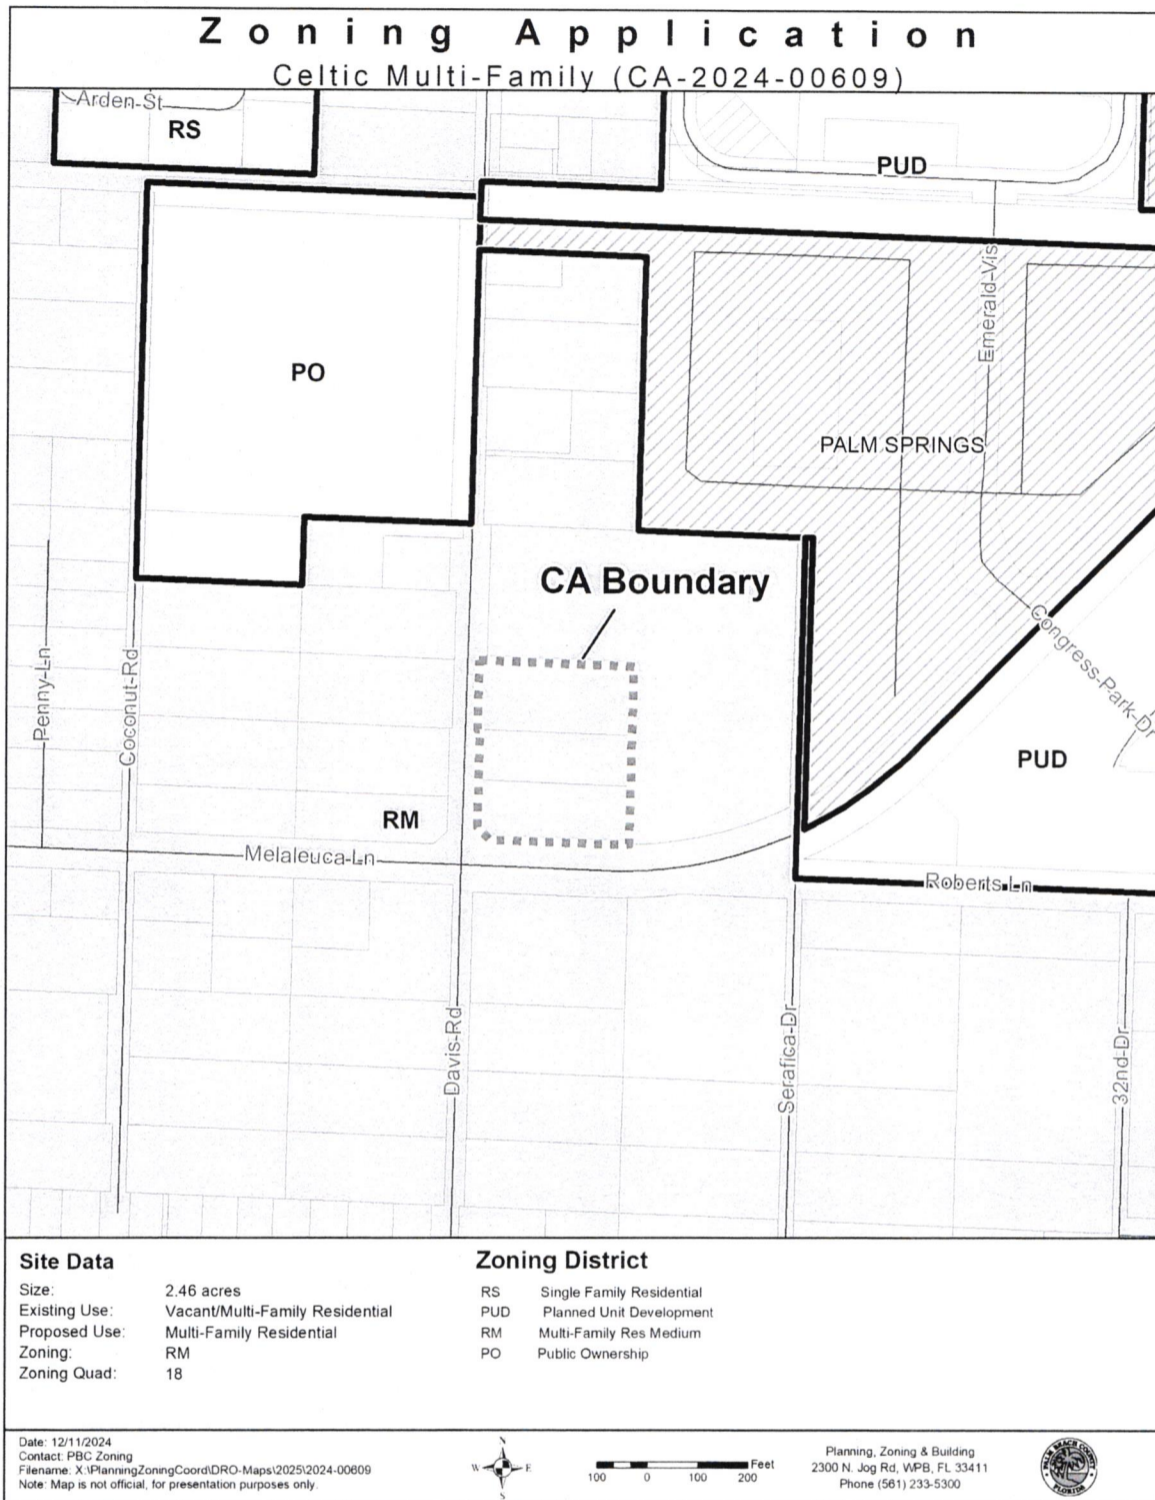 Zoning Application
Celtic Multi-Family (CA-2024-00609)
Arden-St
RS
PUD
Emerald-Vis
PO
PALM SPRINGS
CA Boundary
Congress-Park-Dr
Penny-Ln
Coconut-Rd
PUD
RM
Melaleuca-Ln
Roberts-Ln
Davis-Rd
Serafica-Dr
32nd-Dr
Site Data
Size: 2.46 acres
Existing Use: Vacant/Multi-Family Residential
Proposed Use: Multi-Family Residential
Zoning: RM
Zoning Quad: 18
Zoning District
RS Single Family Residential
PUD Planned Unit Development
RM Multi-Family Res Medium
PO Public Ownership
Date: 12/11/2024
Contact: PBC Zoning
Filename: X:\PlanningZoningCoord\DRO-Maps\2025\2024-00609
Note: Map is not official, for presentation purposes only.
N
W E
S
100 0 100 200 Feet
Planning, Zoning & Building
2300 N. Jog Rd, WPB, FL 33411
Phone (561) 233-5300
PALM BEACH COUNTY
FLORIDA